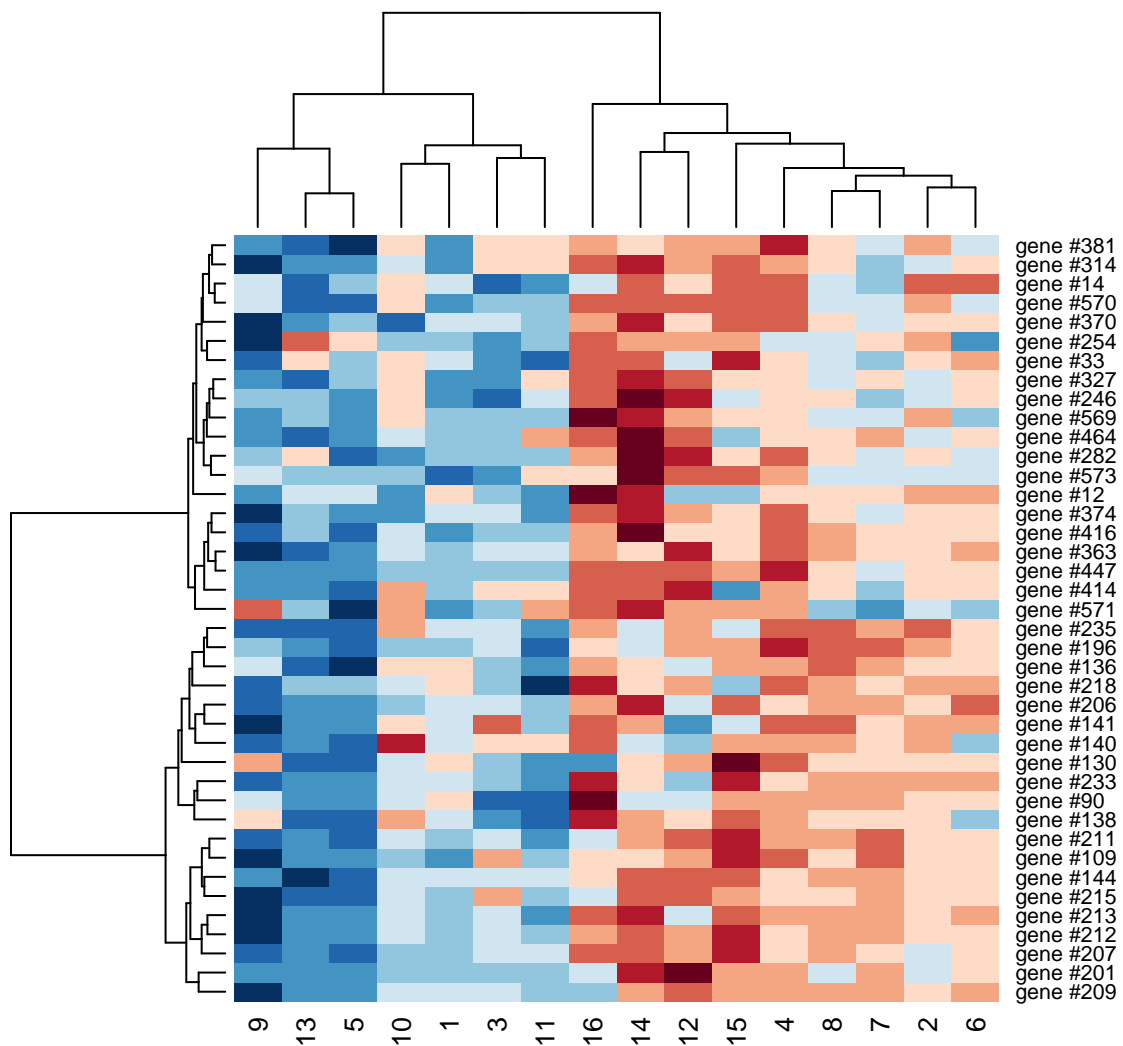 gene #381
gene #314
gene #14
gene #570
gene #370
gene #254
gene #33
gene #327
gene #246
gene #569
gene #464
gene #282
gene #573
gene #12
gene #374
gene #416
gene #363
gene #447
gene #414
gene #571
gene #235
gene #196
gene #136
gene #218
gene #206
gene #141
gene #140
gene #130
gene #233
gene #90
gene #138
gene #211
gene #109
gene #144
gene #215
gene #213
gene #212
gene #207
gene #201
gene #209
9 13 5 10 1 3 11 16 14 12 15 4 8 7 2 6